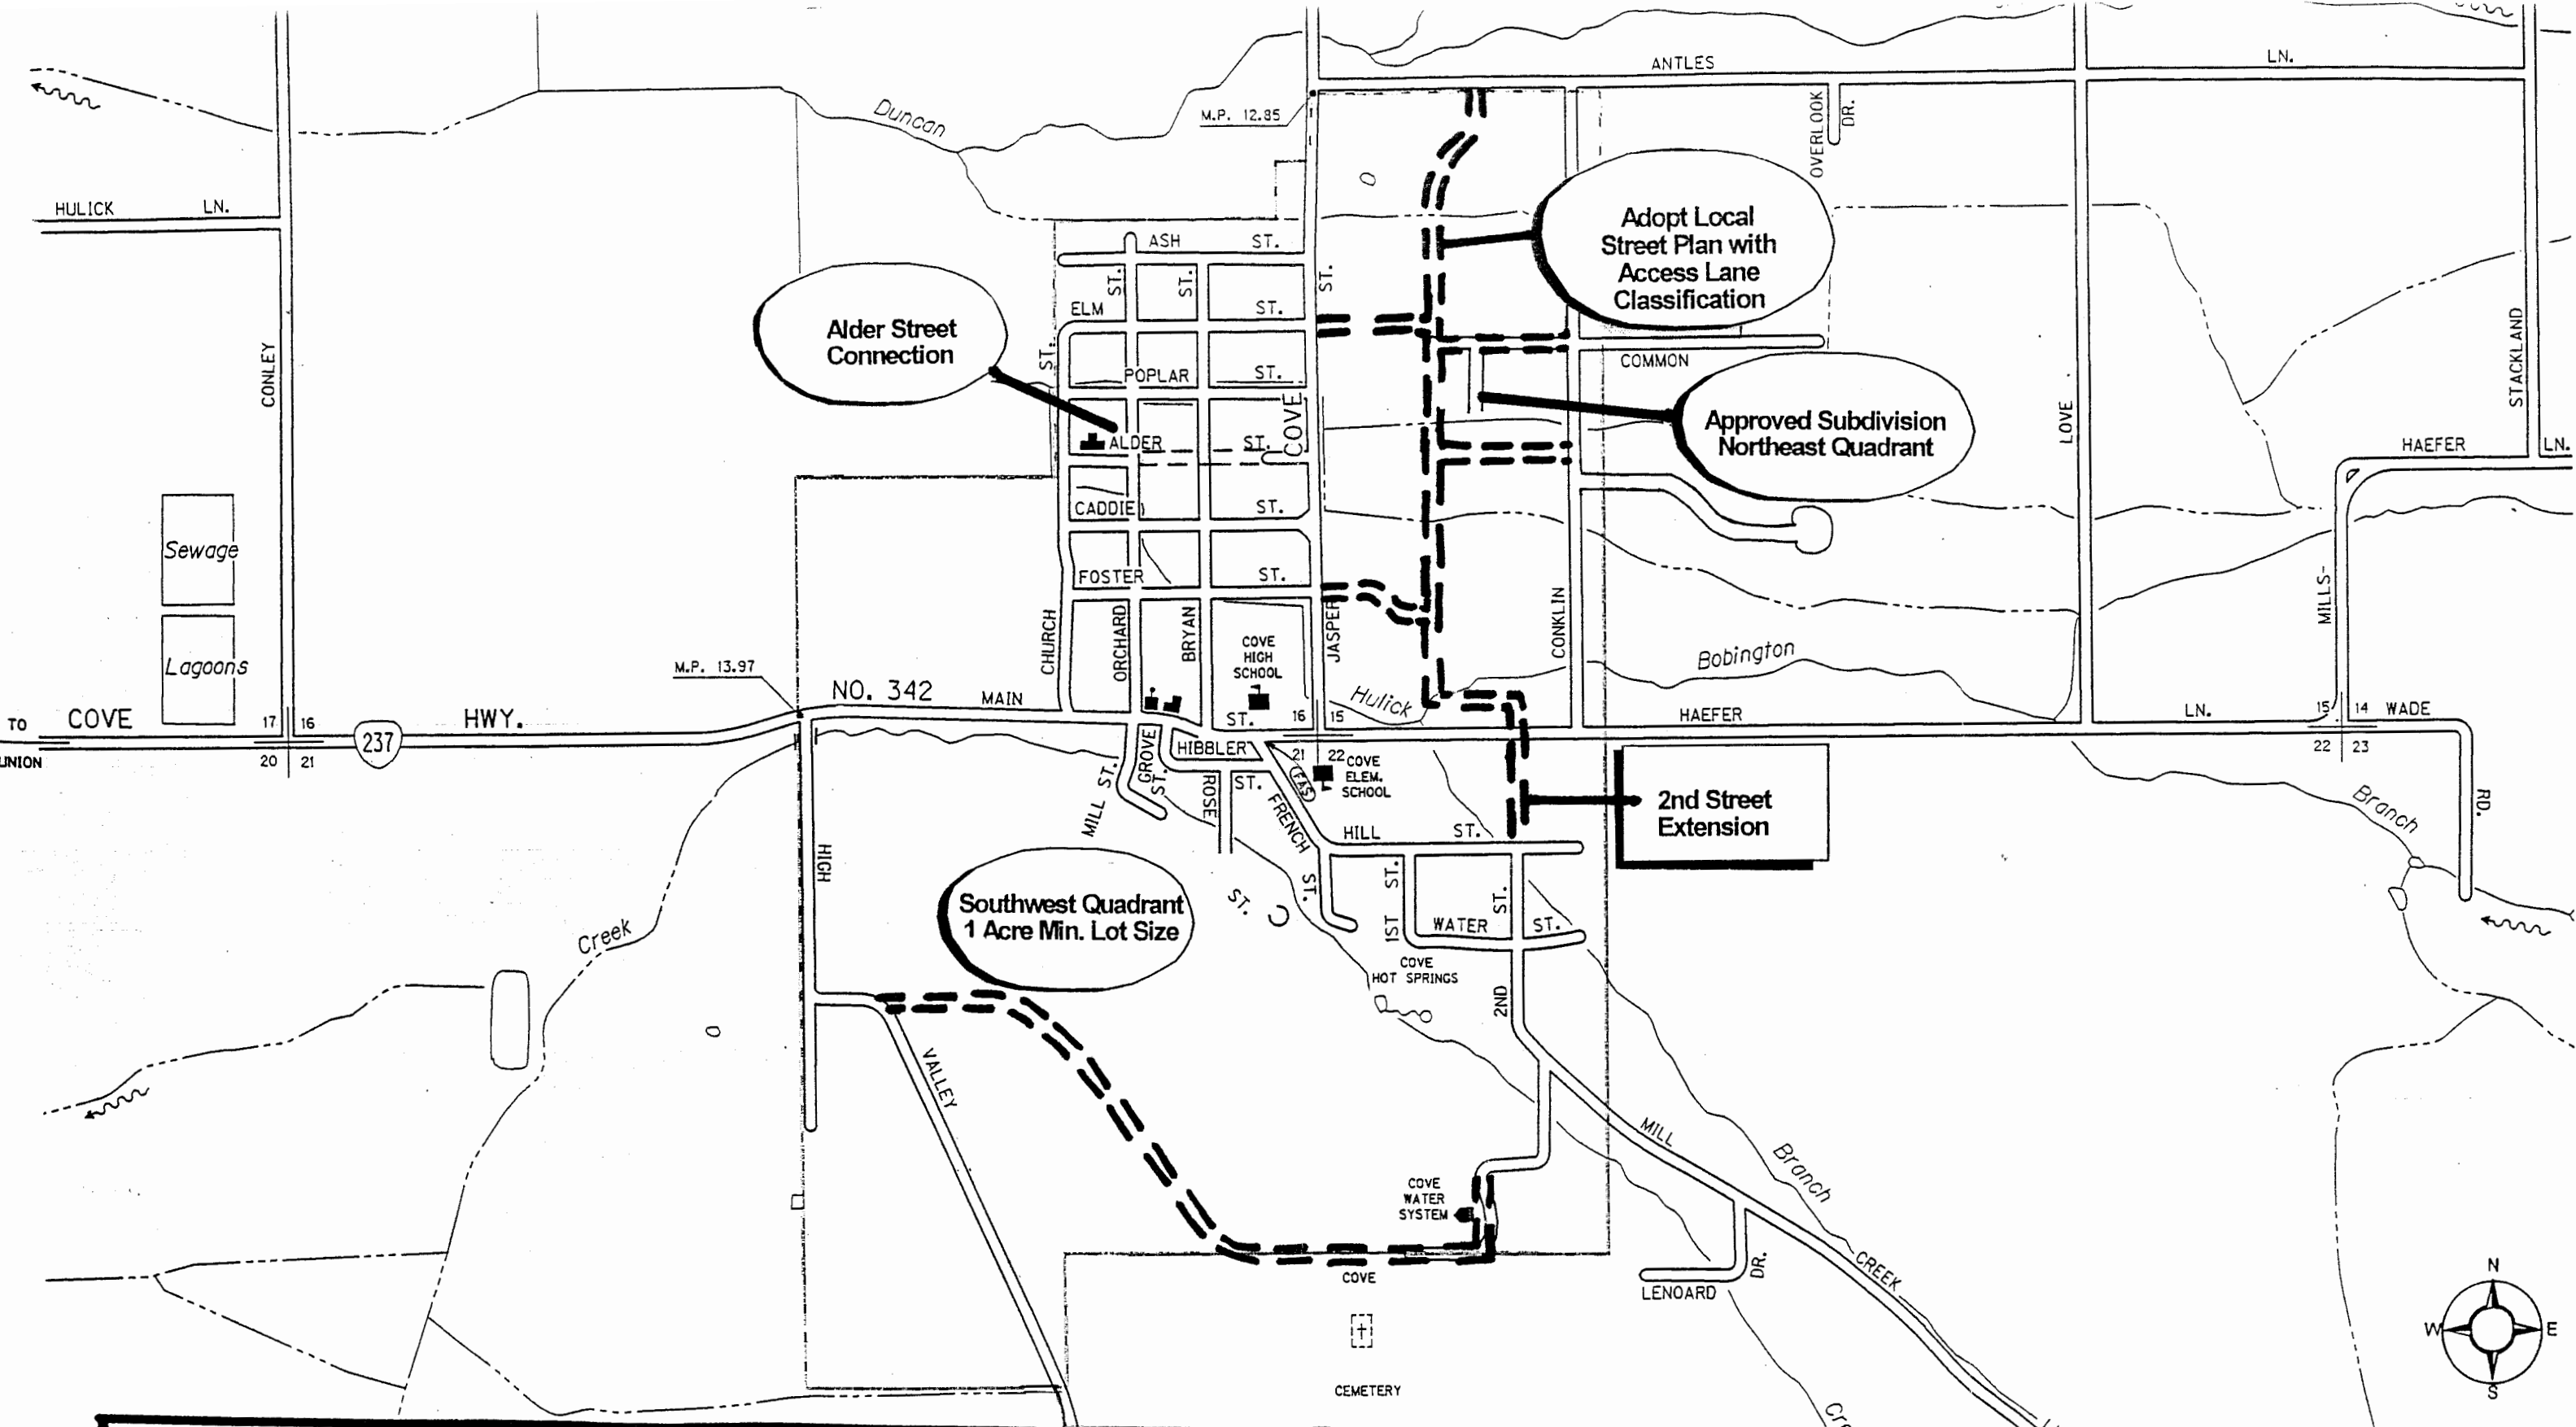 ANTLES LN.
Duncan
M.P. 12.85
OVERLOOK DR.
HULICK LN.
Adopt Local
Street Plan with
Access Lane
Classification
ASH ST.
ST.
ST.
ST.
ELM ST.
ST.
Alder Street
Connection
CONLEY
POPLAR ST.
COMMON
STACKLAND
COVE
LOVE
Approved Subdivision
Northeast Quadrant
ALDER ST.
HAEFER LN.
CADDIE ST.
Sewage
Lagoons
FOSTER ST.
CHURCH
ORCHARD
BRYAN
JASPER
CONKLIN
MILLS-
COVE
HIGH
SCHOOL
Bobington
M.P. 13.97
NO. 342
MAIN ST.
Hulick
HAEFER LN.
WADE RD.
TO
UNION
COVE HWY.
237
17 16
20 21
16 15
21 22
15 14
22 23
HIBBLER ST.
GROVE ST.
MILL ST.
ROSE
ST.
FRENCH ST.
FAS
COVE
ELEM.
SCHOOL
2nd Street
Extension
Branch
HILL ST.
HIGH
Southwest Quadrant
1 Acre Min. Lot Size
1ST ST.
2ND ST.
WATER ST.
Creek
COVE
HOT SPRINGS
VALLEY
MILL CREEK
Branch
COVE
WATER
SYSTEM
LENOARD DR.
COVE
CEMETERY
N
W E
S